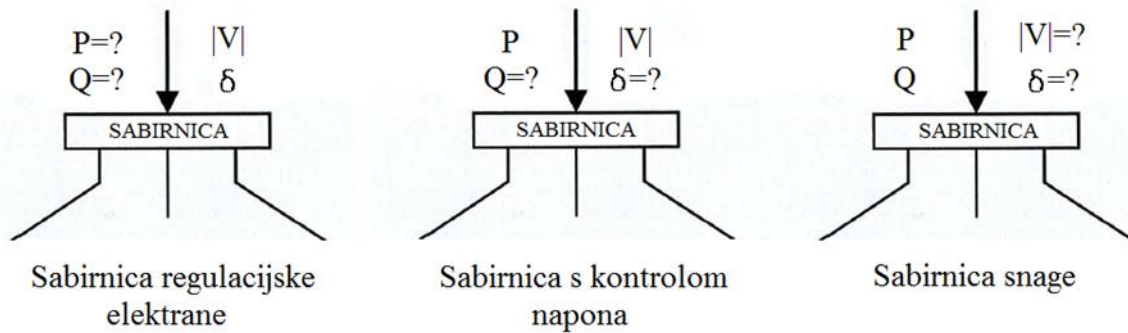 P=? |V|
Q=? δ
SABIRNICA
Sabirnica regulacijske
elektrane
P |V|
Q=? δ=?
SABIRNICA
Sabirnica s kontrolom
napona
P |V|=?
Q δ=?
SABIRNICA
Sabirnica snage